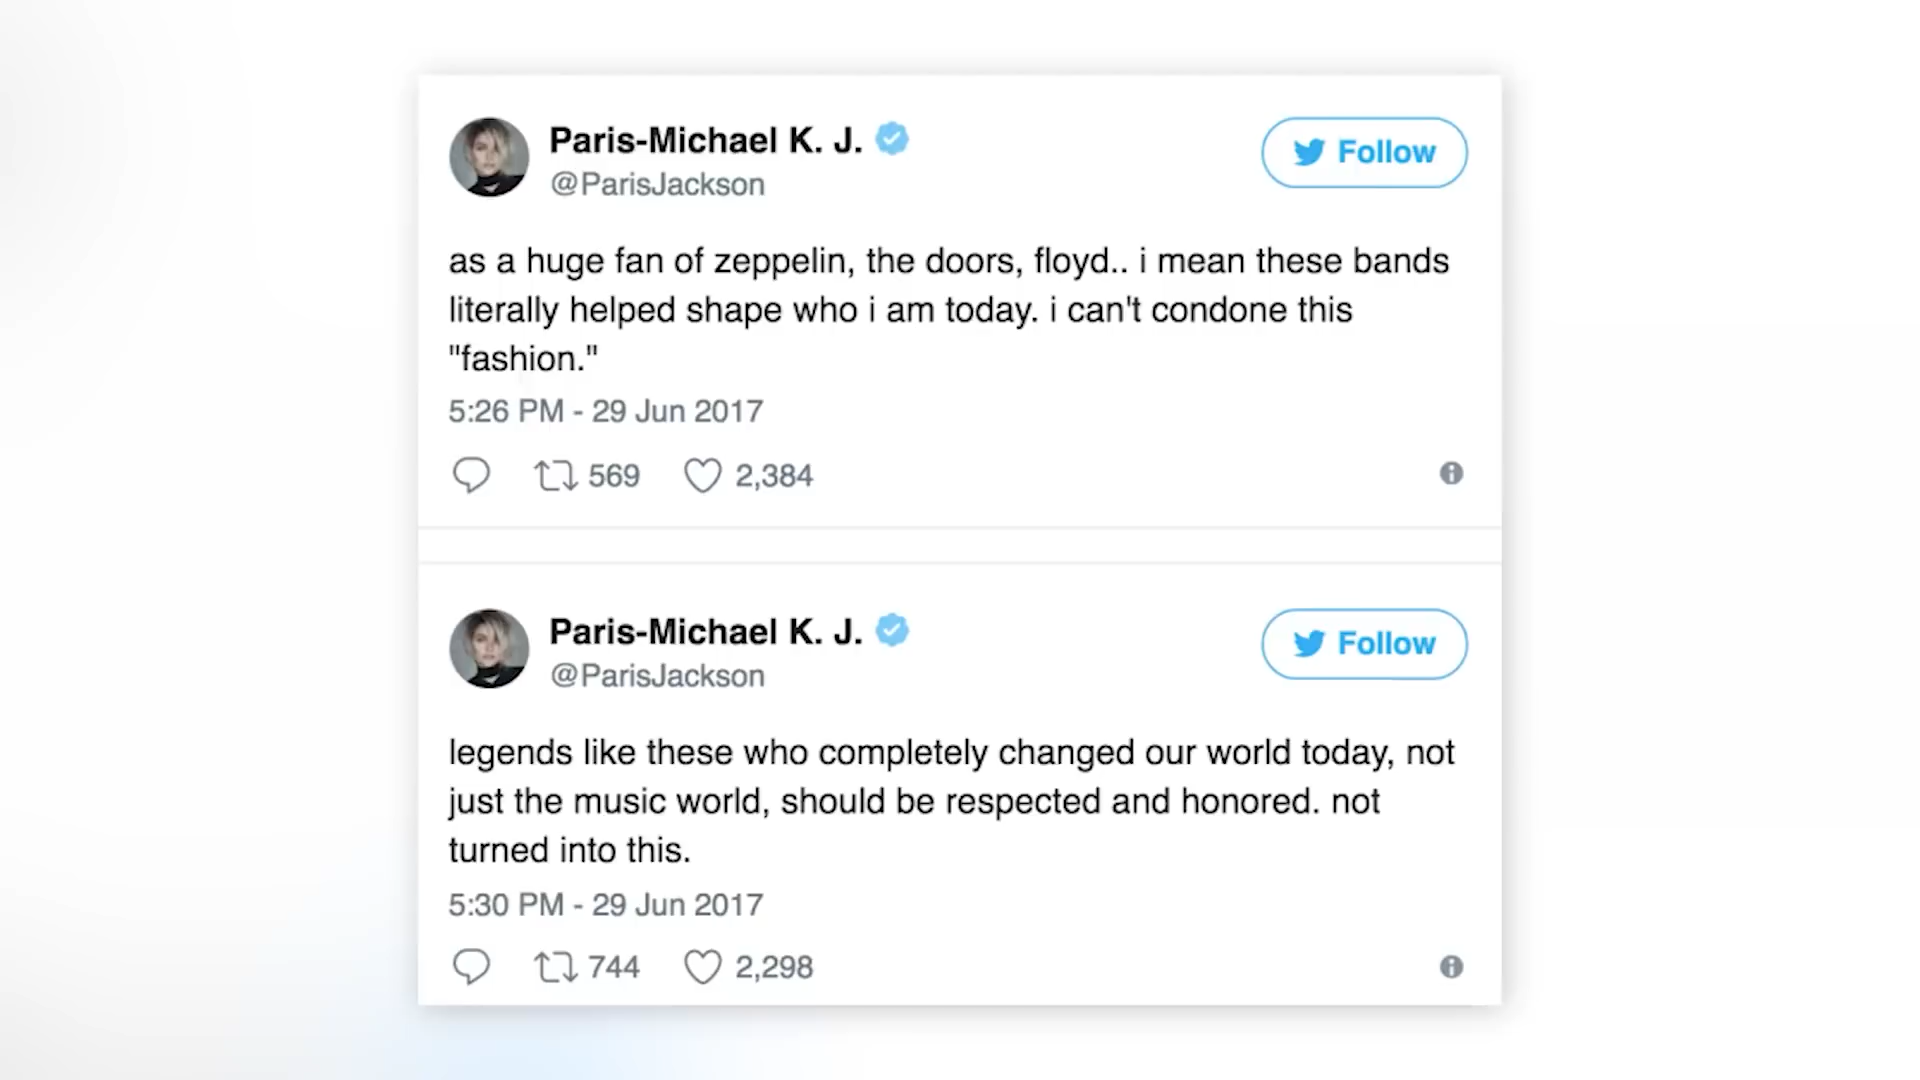 Paris-Michael K. J.
Follow
@ParisJackson
as a huge fan of zeppelin, the doors, floyd.. i mean these bands
literally helped shape who i am today. i can't condone this
"fashion."
5:26 PM - 29 Jun 2017
569 2,384
Paris-Michael K. J.
Follow
@ParisJackson
legends like these who completely changed our world today, not
just the music world, should be respected and honored. not
turned into this.
5:30 PM - 29 Jun 2017
744 2,298